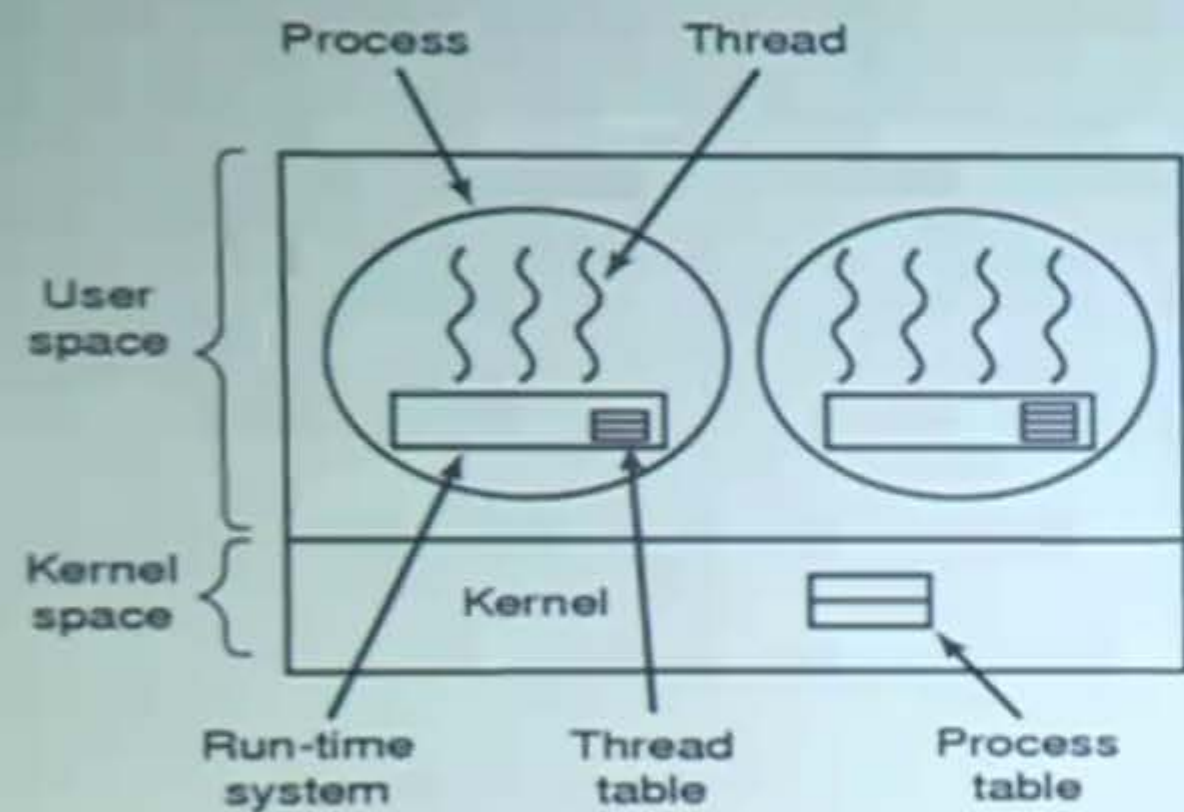 Process
Thread
User
space
Kernel
space
Kernel
Run-time
system
Thread
table
Process
table